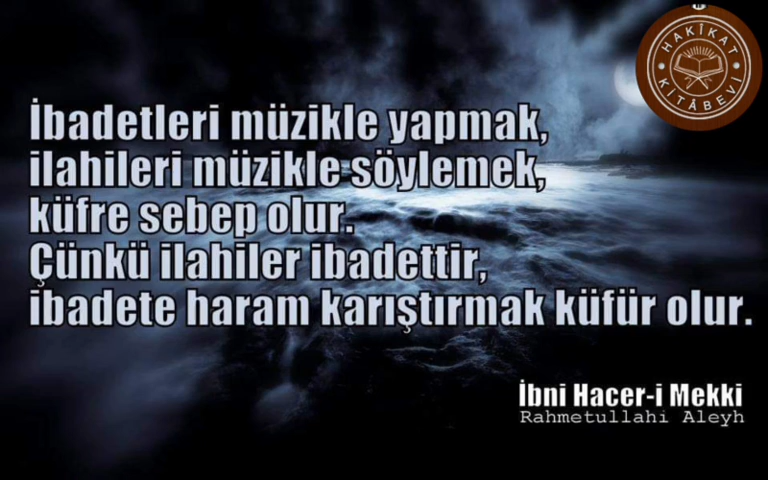 HAKİKAT KİTÂBEVİ
İbadetleri müzikle yapmak,
ilahileri müzikle söylemek,
küfre sebep olur.
Çünkü ilahiler ibadettir,
ibadete haram karıştırmak küfür olur.
İbni Hacer-i Mekki
Rahmetullahi Aleyh